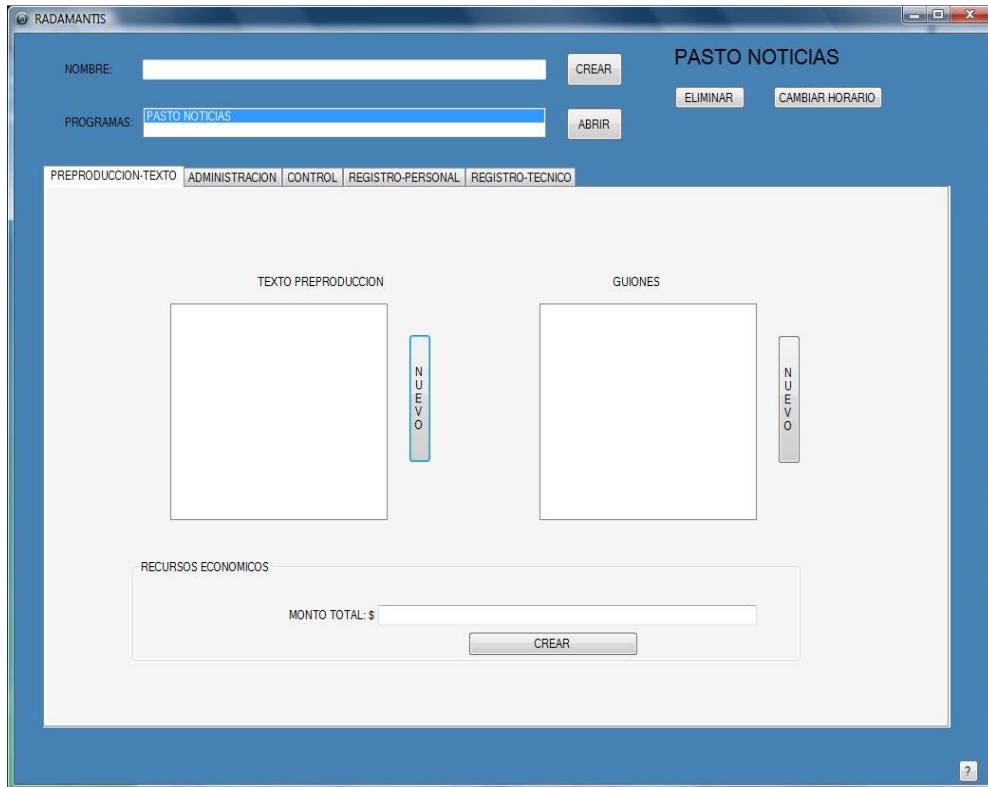 RADAMANTIS
NOMBRE:
CREAR
PASTO NOTICIAS
ELIMINAR
CAMBIAR HORARIO
PROGRAMAS:
PASTO NOTICIAS
ABRIR
PREPRODUCCION-TEXTO ADMINISTRACION CONTROL REGISTRO-PERSONAL REGISTRO-TECNICO
TEXTO PREPRODUCCION
GUIONES
NUEVO
NUEVO
RECURSOS ECONOMICOS
MONTO TOTAL: $
CREAR
?